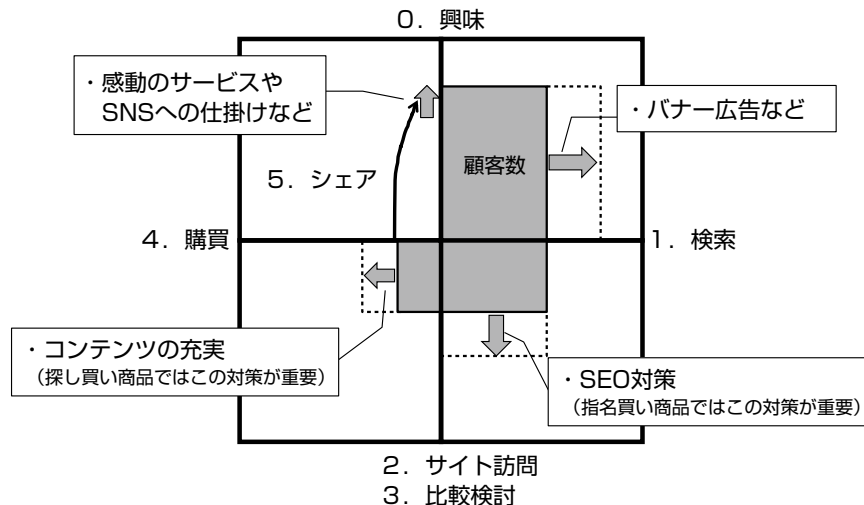 0．興味
・感動のサービスや
SNSへの仕掛けなど
・バナー広告など
顧客数
5．シェア
4．購買
1．検索
・コンテンツの充実
（探し買い商品ではこの対策が重要）
・SEO対策
（指名買い商品ではこの対策が重要）
2．サイト訪問
3．比較検討